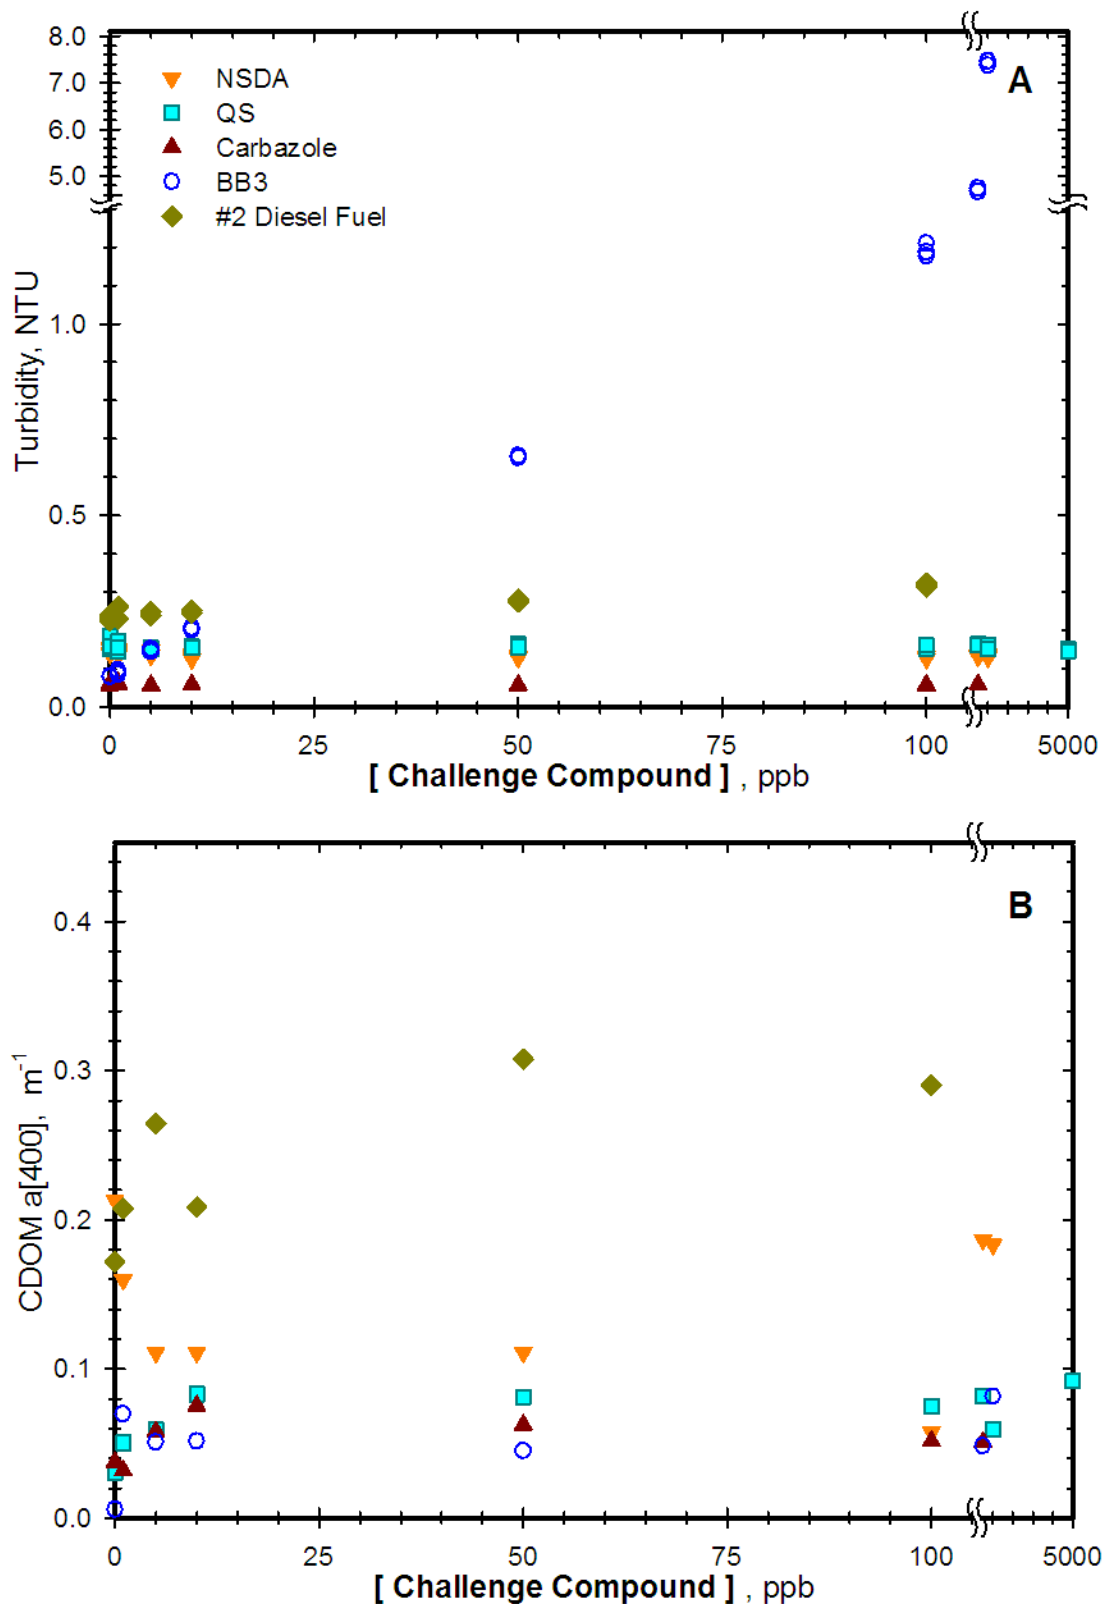 8.0
A
7.0
6.0
5.0
1.0
0.5
0.0
Turbidity, NTU
NSDA
QS
Carbazole
BB3
#2 Diesel Fuel
0 25 50 75 100 5000
[ Challenge Compound ] , ppb
B
0.4
0.3
0.2
0.1
0.0
CDOM a[400], m-1
0 25 50 75 100 5000
[ Challenge Compound ] , ppb